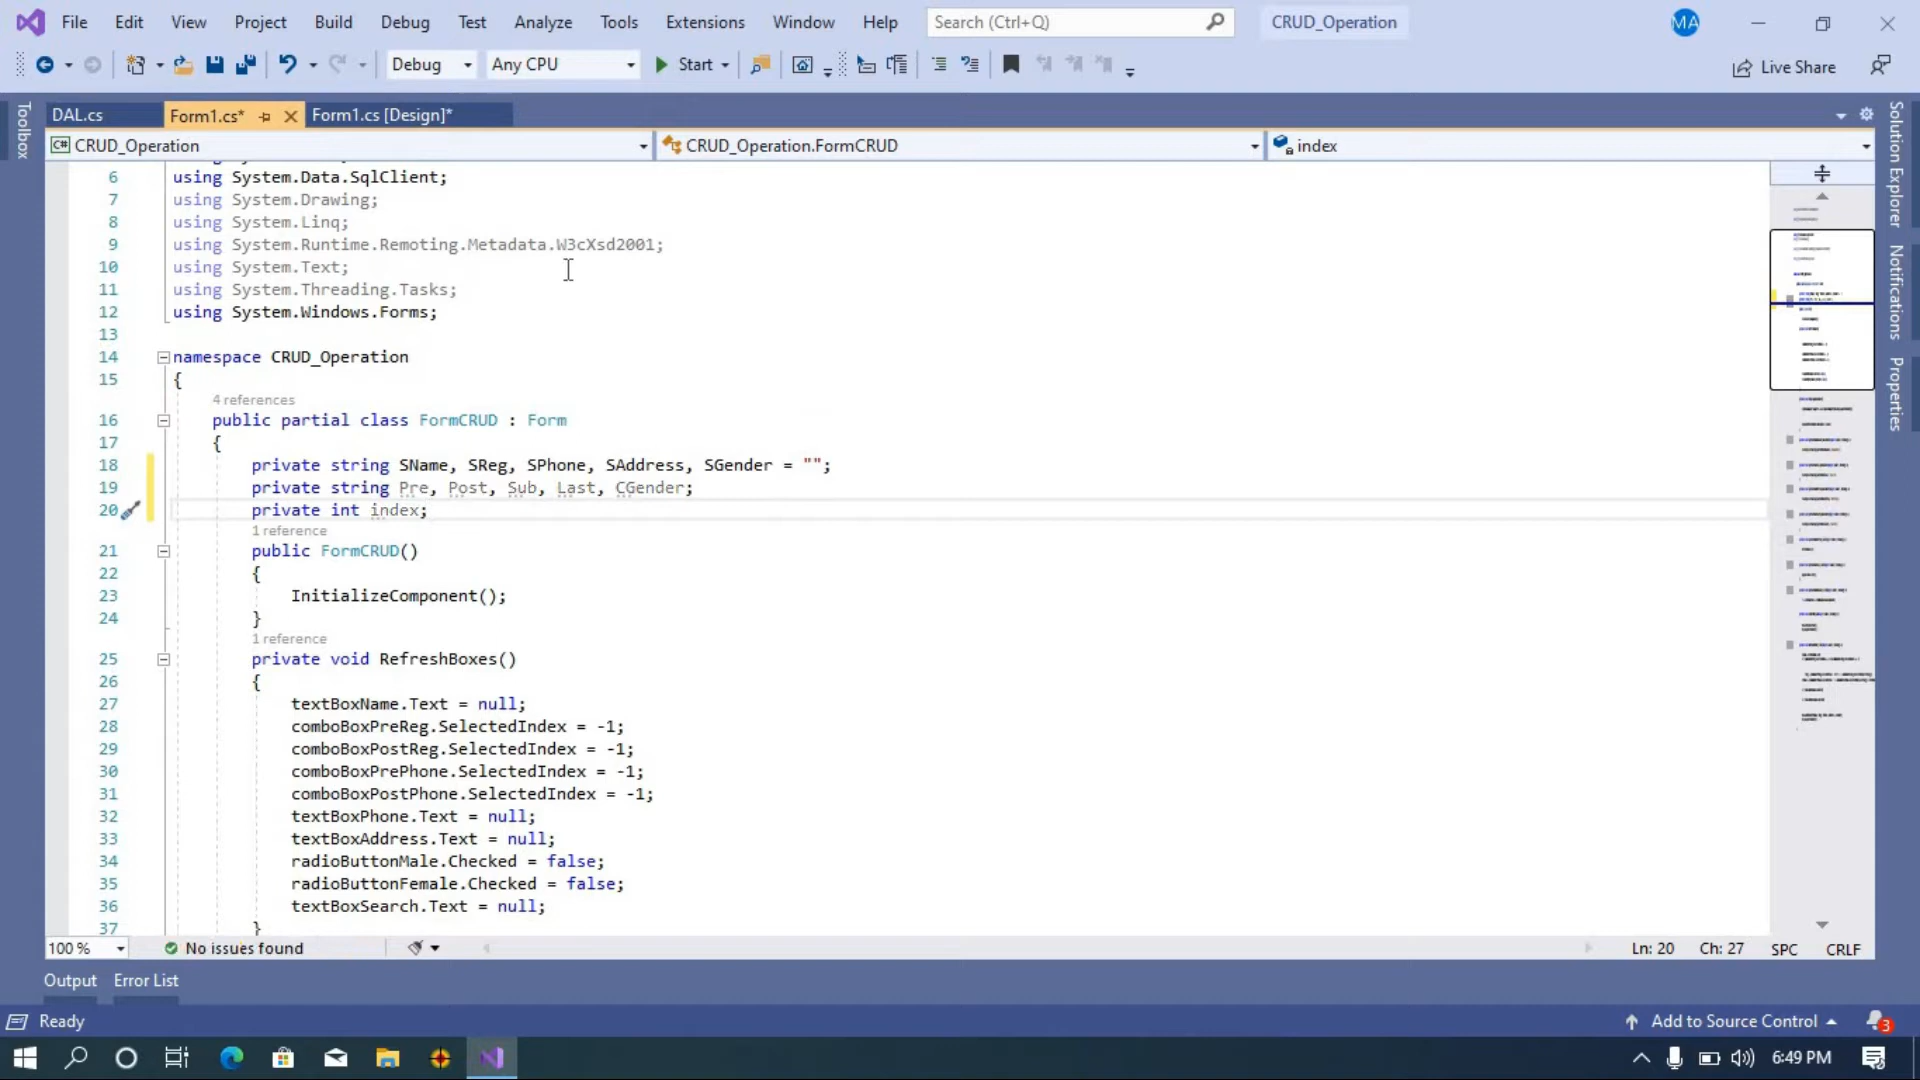 File Edit View Project Build Debug Test Analyze Tools Extensions Window Help Search (Ctrl+Q) CRUD_Operation MA
Debug Any CPU Start Live Share
DAL.cs Form1.cs* Form1.cs [Design]*
C# CRUD_Operation CRUD_Operation.FormCRUD index
6 using System.Data.SqlClient;
7 using System.Drawing;
8 using System.Linq;
9 using System.Runtime.Remoting.Metadata.W3cXsd2001;
10 using System.Text;
11 using System.Threading.Tasks;
12 using System.Windows.Forms;
13
14 namespace CRUD_Operation
15 {
4 references
16 public partial class FormCRUD : Form
17 {
18 private string SName, SReg, SPhone, SAddress, SGender = "";
19 private string Pre, Post, Sub, Last, CGender;
20 private int index;
1 reference
21 public FormCRUD()
22 {
23 InitializeComponent();
24 }
1 reference
25 private void RefreshBoxes()
26 {
27 textBoxName.Text = null;
28 comboBoxPreReg.SelectedIndex = -1;
29 comboBoxPostReg.SelectedIndex = -1;
30 comboBoxPrePhone.SelectedIndex = -1;
31 comboBoxPostPhone.SelectedIndex = -1;
32 textBoxPhone.Text = null;
33 textBoxAddress.Text = null;
34 radioButtonMale.Checked = false;
35 radioButtonFemale.Checked = false;
36 textBoxSearch.Text = null;
37 }
100 % No issues found Ln: 20 Ch: 27 SPC CRLF
Output Error List
Ready Add to Source Control 3
6:49 PM
Toolbox
Solution Explorer
Notifications
Properties